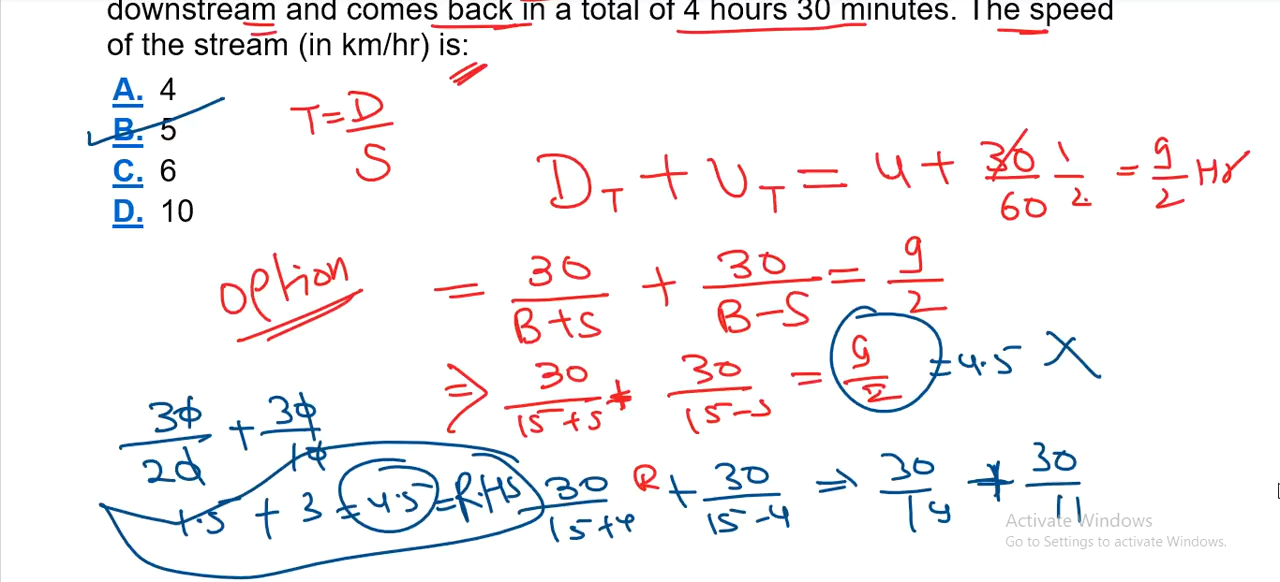 downstream and comes back in a total of 4 hours 30 minutes. The speed
of the stream (in km/hr) is:
A. 4
B. 5
C. 6
D. 10
T=D/S
D_T + U_T = 4 + 30/60 1/2 = 9/2 Hr
option
= 30/B+S + 30/B-S = 9/2
⇒ 30/15+S + 30/15-S = 9/2 = 4.5 X
30/20 + 30/10
1.5 + 3 = 4.5 = R.HS
30/15+4 + 30/15-4 ⇒ 30/19 + 30/11
Activate Windows
Go to Settings to activate Windows.